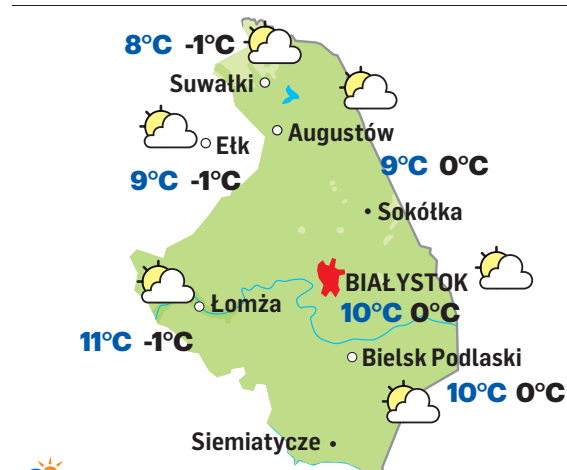 8°C -1°C
Suwałki
Augustów
Ełk
9°C -1°C
9°C 0°C
Sokółka
BIAŁYSTOK
10°C 0°C
Łomża
11°C -1°C
Bielsk Podlaski
10°C 0°C
Siemiatycze